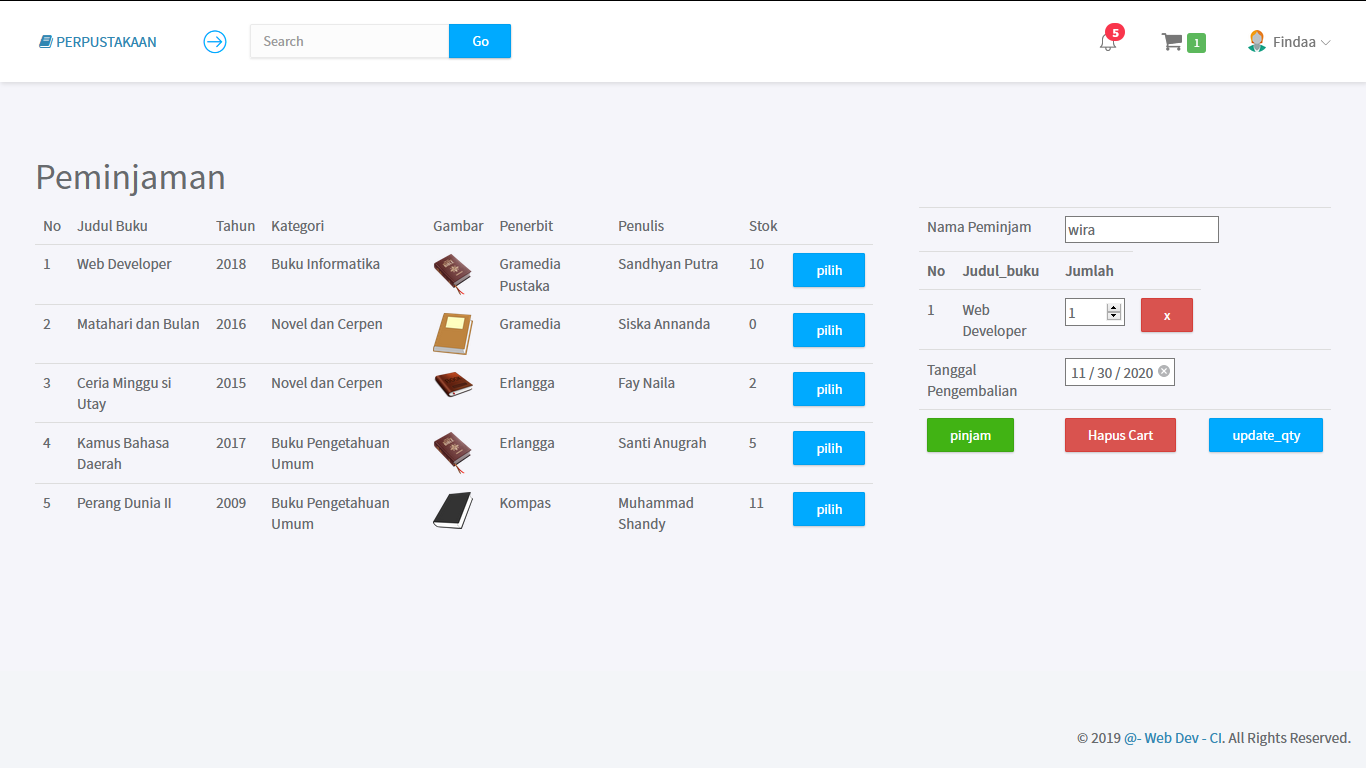 PERPUSTAKAAN
Search
Go
5
1
Findaa
Peminjaman
No Judul Buku Tahun Kategori Gambar Penerbit Penulis Stok
1 Web Developer 2018 Buku Informatika Gramedia Pustaka Sandhyan Putra 10 pilih
2 Matahari dan Bulan 2016 Novel dan Cerpen Gramedia Siska Annanda 0 pilih
3 Ceria Minggu si Utay 2015 Novel dan Cerpen Erlangga Fay Naila 2 pilih
4 Kamus Bahasa Daerah 2017 Buku Pengetahuan Umum Erlangga Santi Anugrah 5 pilih
5 Perang Dunia II 2009 Buku Pengetahuan Umum Kompas Muhammad Shandy 11 pilih
Nama Peminjam wira
No Judul_buku Jumlah
1 Web Developer 1 x
Tanggal Pengembalian 11 / 30 / 2020
pinjam Hapus Cart update_qty
© 2019 @- Web Dev - CI. All Rights Reserved.